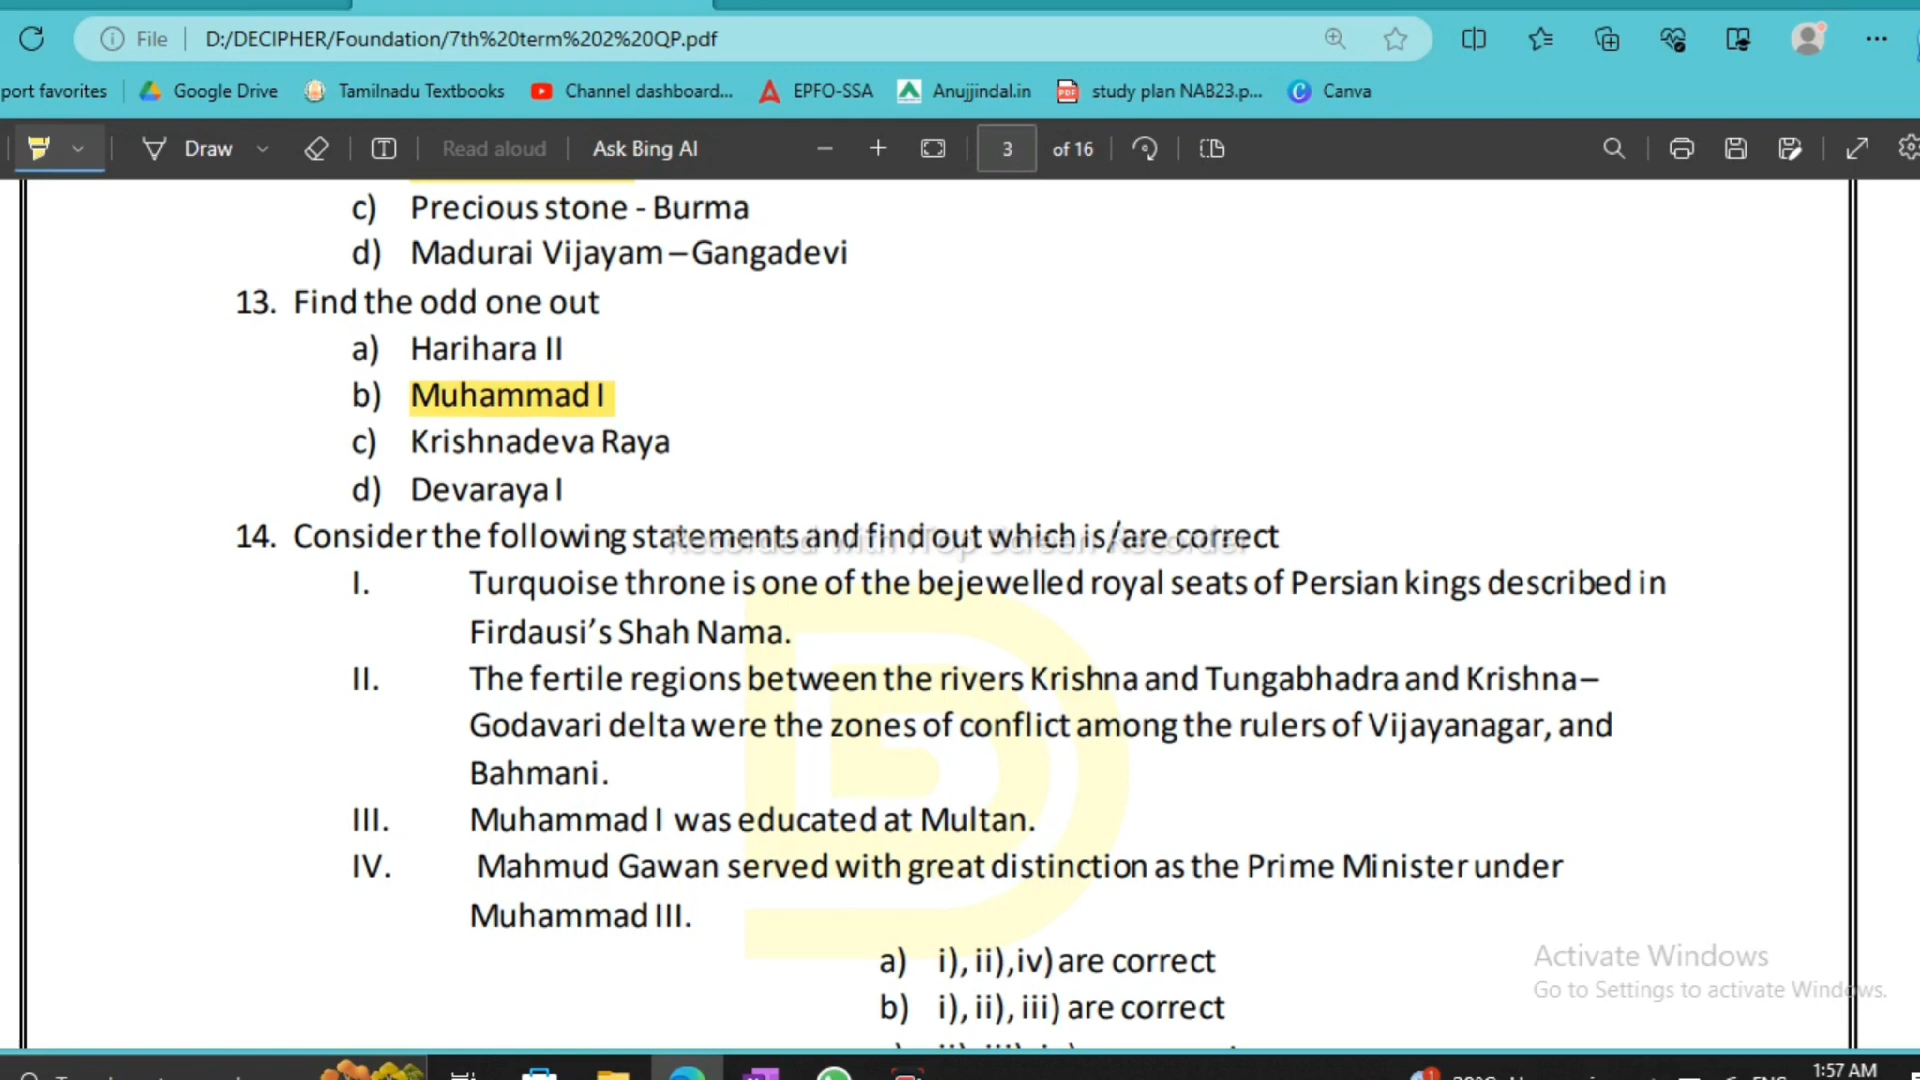 File D:/DECIPHER/Foundation/7th%20term%202%20QP.pdf
port favorites Google Drive Tamilnadu Textbooks Channel dashboard... EPFO-SSA Anujjindal.in study plan NAB23.p... Canva
Draw Read aloud Ask Bing AI 3 of 16
c) Precious stone - Burma
d) Madurai Vijayam – Gangadevi
13. Find the odd one out
a) Harihara II
b) Muhammad I
c) Krishnadeva Raya
d) Devaraya I
14. Consider the following statements and find out which is/are correct
Recorded with iTop Screen Recorder
I. Turquoise throne is one of the bejewelled royal seats of Persian kings described in
Firdausi’s Shah Nama.
II. The fertile regions between the rivers Krishna and Tungabhadra and Krishna –
Godavari delta were the zones of conflict among the rulers of Vijayanagar, and
Bahmani.
III. Muhammad I was educated at Multan.
IV. Mahmud Gawan served with great distinction as the Prime Minister under
Muhammad III.
a) i), ii),iv) are correct
b) i), ii), iii) are correct
Activate Windows
Go to Settings to activate Windows.
1:57 AM